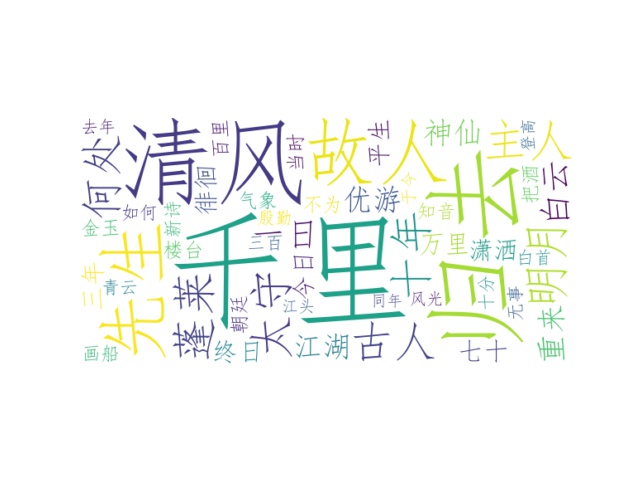 去年
何处
清风
百里
徘徊
当时
故人
平生
神仙
主人
登高
把酒
白云
归去
如何
新诗
气象
殷勤
不为
优游
于今
知音
金玉
楼台
三百
千里
今日
十年
万里
潇洒
白首
明月
三年
青云
先生
蓬莱
太守
朝廷
江头
同年
风光
十分
无事
重来
画船
终日
江湖
古人
七十